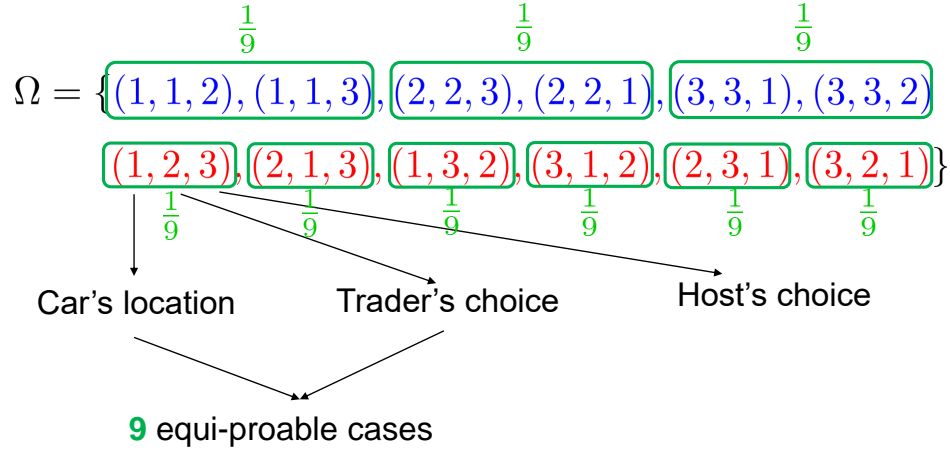 1/9 1/9 1/9
Ω = {(1, 1, 2), (1, 1, 3), (2, 2, 3), (2, 2, 1), (3, 3, 1), (3, 3, 2)
(1, 2, 3), (2, 1, 3), (1, 3, 2), (3, 1, 2), (2, 3, 1), (3, 2, 1)}
1/9 1/9 1/9 1/9 1/9 1/9
Car's location Trader's choice Host's choice
9 equi-proable cases